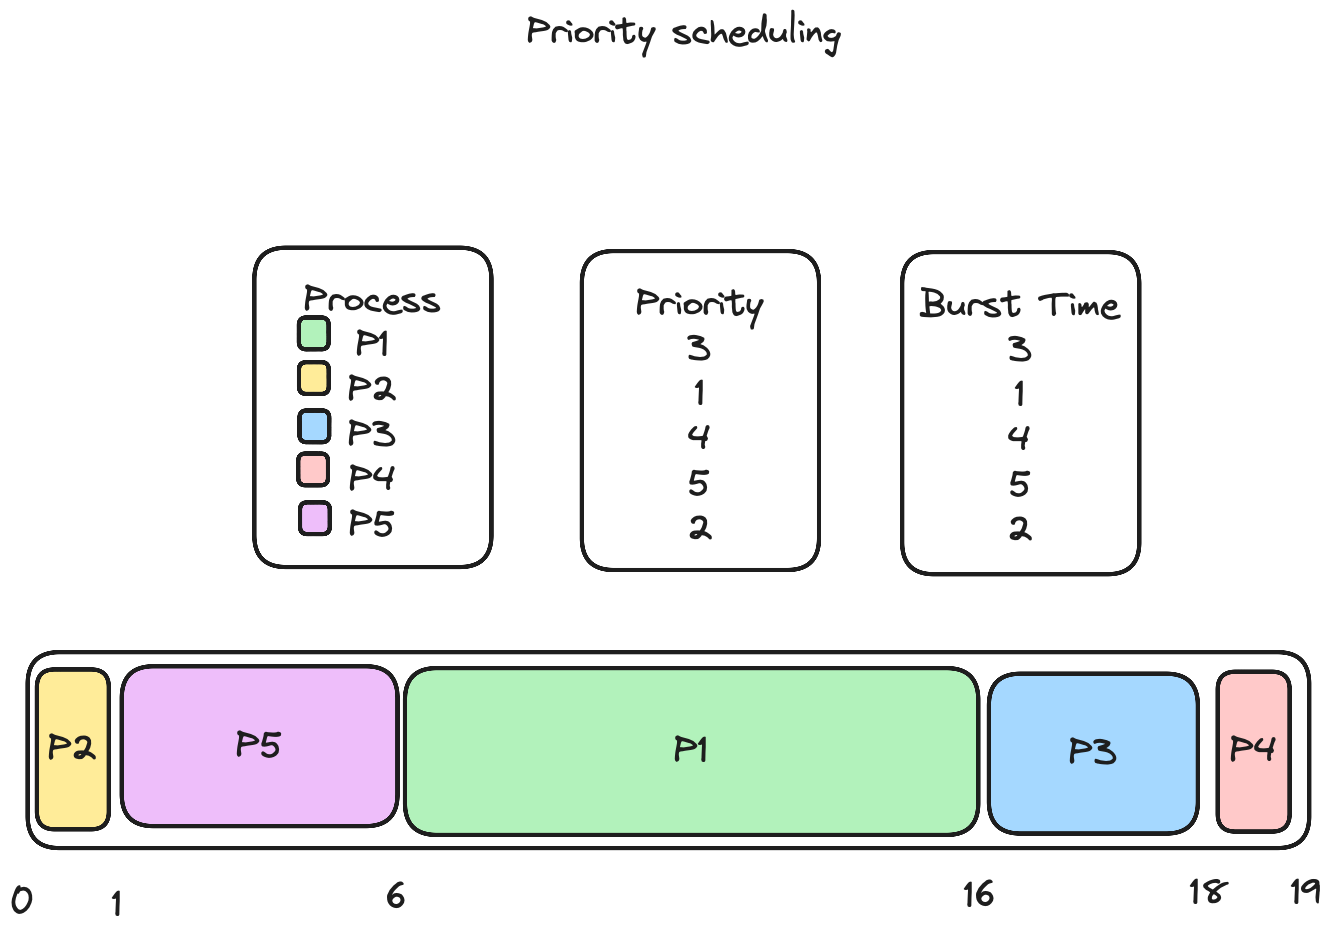 Priority scheduling
Process
P1
P2
P3
P4
P5
Priority
3
1
4
5
2
Burst Time
3
1
4
5
2
P2
P5
P1
P3
P4
0
1
6
16
18
19